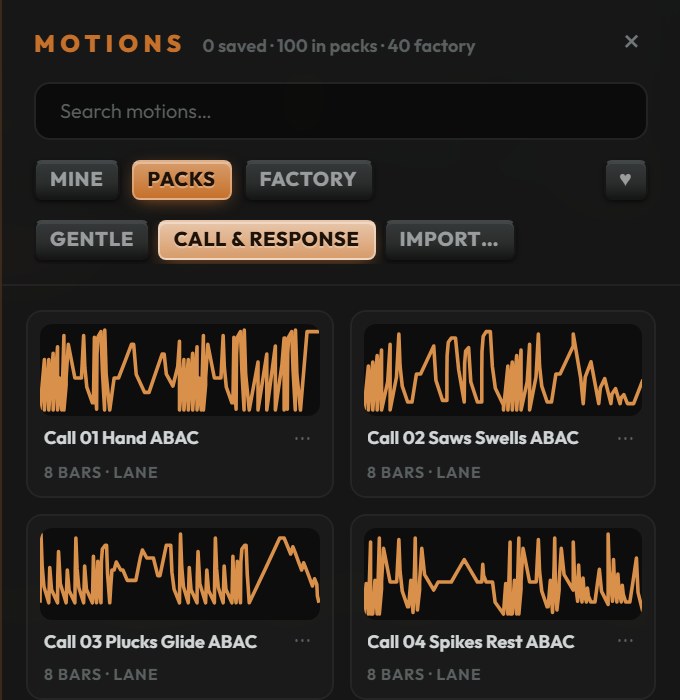 MOTIONS 0 saved · 100 in packs · 40 factory ×
Search motions...
MINE PACKS FACTORY ♥
GENTLE CALL & RESPONSE IMPORT...
Call 01 Hand ABAC ...
8 BARS · LANE
Call 02 Saws Swells ABAC ...
8 BARS · LANE
Call 03 Plucks Glide ABAC ...
8 BARS · LANE
Call 04 Spikes Rest ABAC ...
8 BARS · LANE